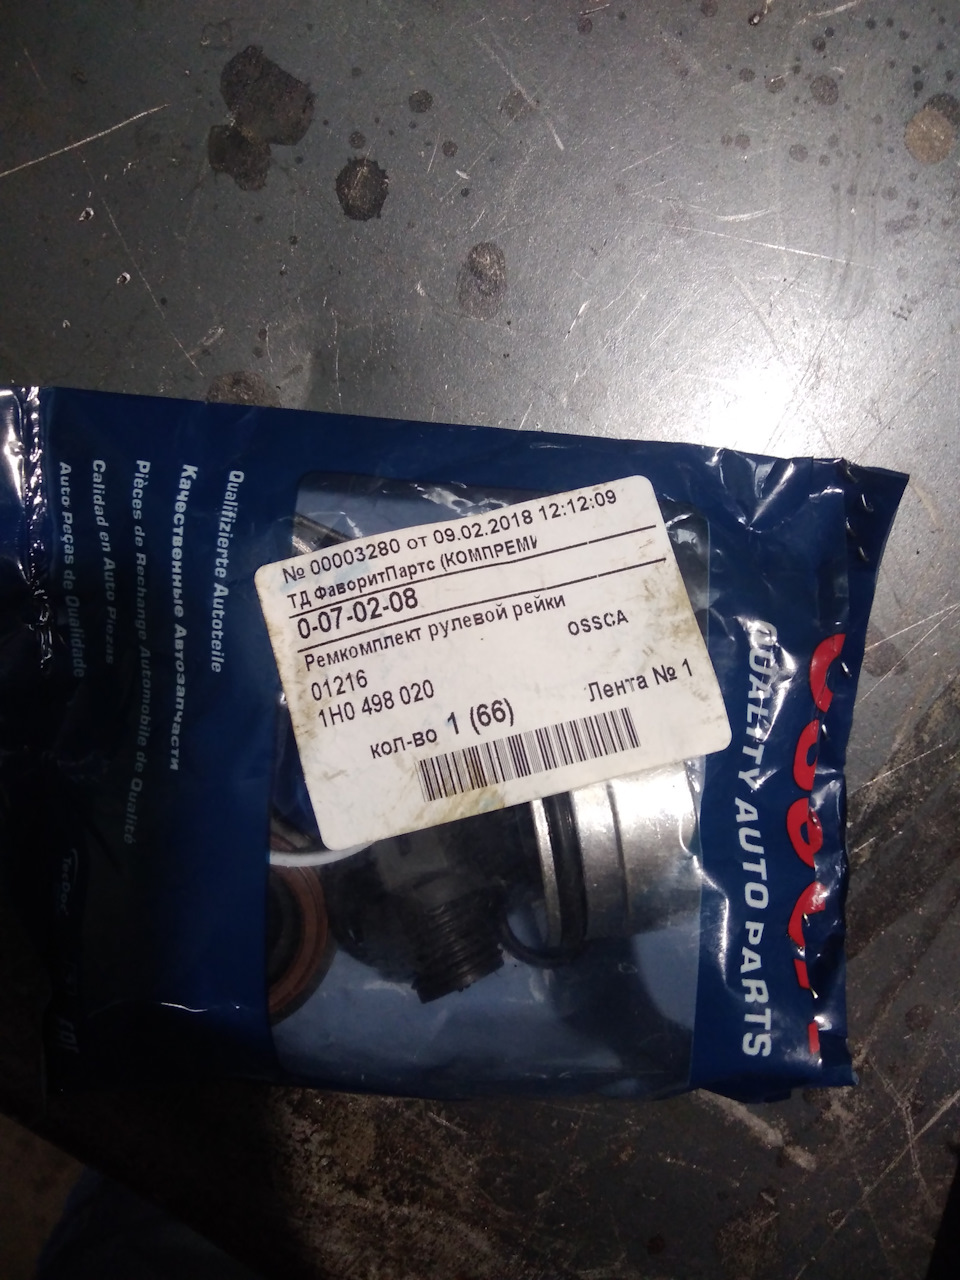 № 00003280 от 09.02.2018 12:12:09
ТД ФаворитПартс (КОМПРЕМИ
0-07-02-08
Ремкомплект рулевой рейки
01216
OSSCA
1H0 498 020
кол-во 1 (66)
Лента № 1
QUALITY AUTO PARTS
Qualifizierte Autoteile
Качественные Автозапчасти
Pièces de Rechange Automobile de Qualité
Calidad en Auto Piezas
Auto Peças de Qualidade
TecDoc